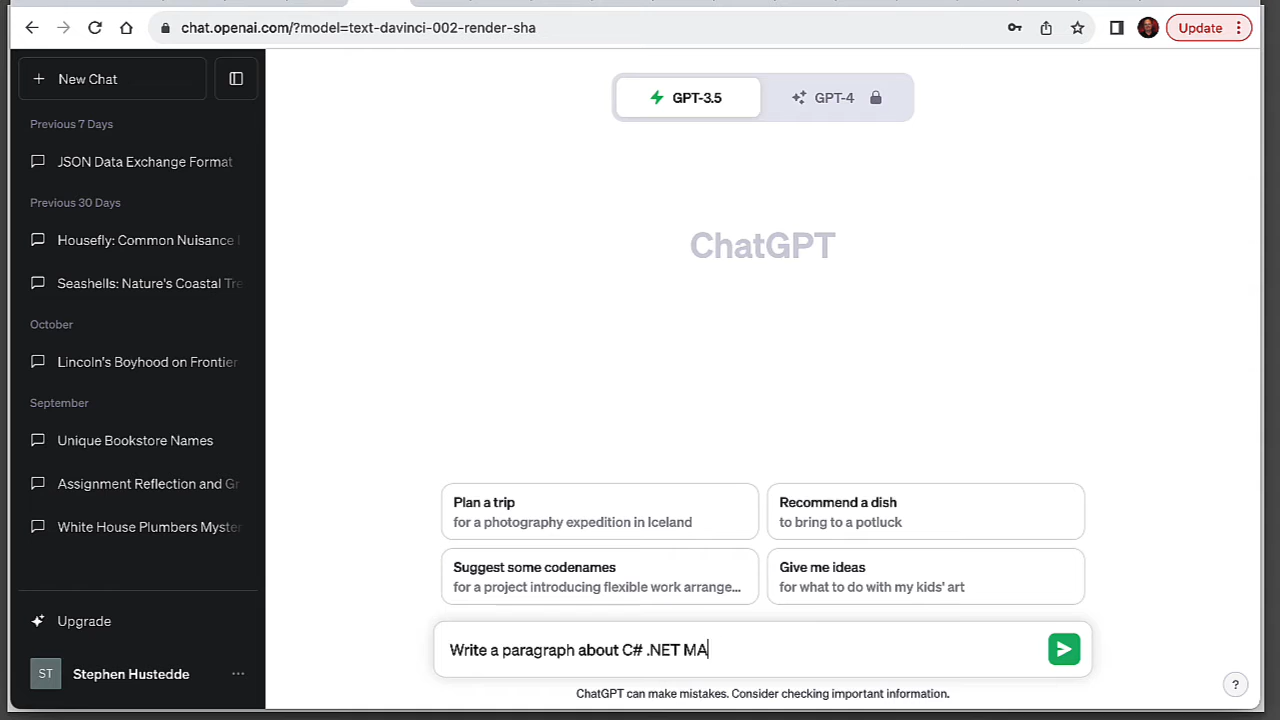 chat.openai.com/?model=text-davinci-002-render-sha
Update
New Chat
GPT-3.5
GPT-4
Previous 7 Days
JSON Data Exchange Format
Previous 30 Days
Housefly: Common Nuisance
Seashells: Nature's Coastal Tre
October
Lincoln's Boyhood on Frontier
September
Unique Bookstore Names
Assignment Reflection and Gr
White House Plumbers Myster
Upgrade
ST
Stephen Hustedde
ChatGPT
Plan a trip
for a photography expedition in Iceland
Recommend a dish
to bring to a potluck
Suggest some codenames
for a project introducing flexible work arrange...
Give me ideas
for what to do with my kids' art
Write a paragraph about C# .NET MA
ChatGPT can make mistakes. Consider checking important information.
?